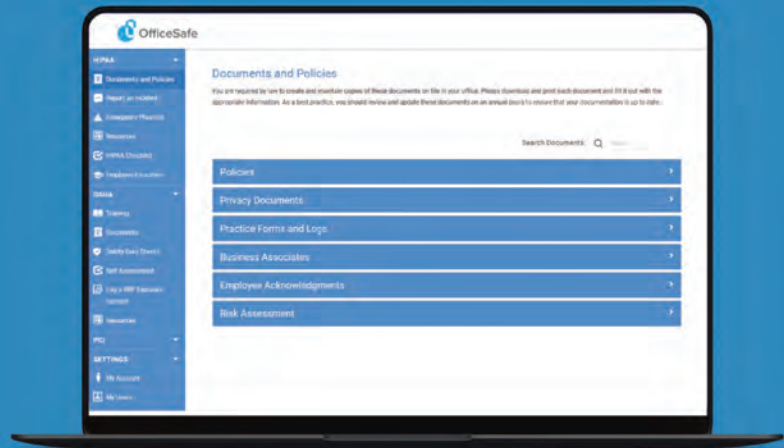 OfficeSafe
HIPAA
Documents and Policies
Report an Incident
Resources
HIPAA Checklist
Employee Education
OSHA
Training
Documents
Safety Data Sheets
Self Assessment
Resources
PCI
SETTINGS
My Account
My Users
Documents and Policies
You are required by law to create and maintain copies of these documents on file in your office. Please download and print each document and fill it out with the
appropriate information. As a best practice, you should review and update these documents on an annual basis to ensure that your documentation is up to date.
Search Documents:
Policies
Privacy Documents
Practice Forms and Logs
Business Associates
Employee Acknowledgments
Risk Assessment